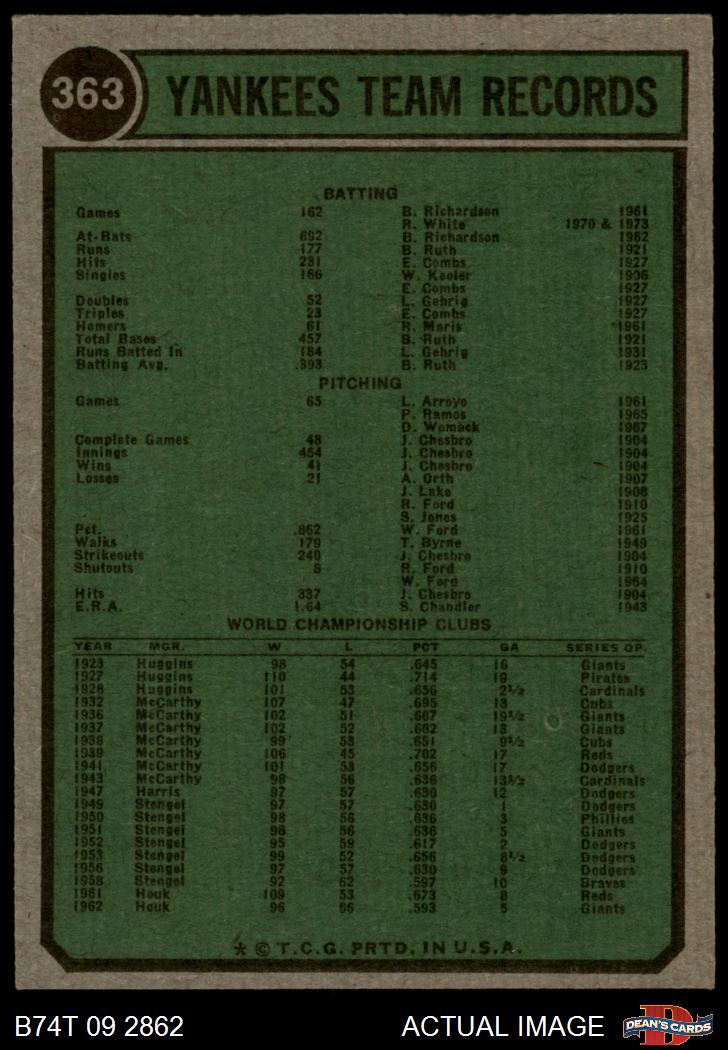 363 YANKEES TEAM RECORDS
BATTING
Games 162 B. Richardson 1961
R. White 1970 & 1973
At-Bats 692 B. Richardson 1962
Runs 177 B. Ruth 1921
Hits 231 E. Combs 1927
Singles 166 W. Keeler 1906
E. Combs 1927
Doubles 52 L. Gehrig 1927
Triples 23 E. Combs 1927
Homers 61 R. Maris 1961
Total Bases 457 B. Ruth 1921
Runs Batted In 184 L. Gehrig 1931
Batting Avg. .393 B. Ruth 1923
PITCHING
Games 65 L. Arroyo 1961
P. Ramos 1965
D. Womack 1967
Complete Games 48 J. Chesbro 1904
Innings 454 J. Chesbro 1904
Wins 41 J. Chesbro 1904
Losses 21 A. Orth 1907
J. Lake 1908
R. Ford 1910
S. Jones 1925
Pct. .862 W. Ford 1961
Walks 179 T. Byrne 1949
Strikeouts 240 J. Chesbro 1904
Shutouts 8 R. Ford 1910
W. Ford 1964
Hits 337 J. Chesbro 1904
E.R.A. 1.64 S. Chandler 1943
WORLD CHAMPIONSHIP CLUBS
YEAR MGR. W L PCT GA SERIES OP.
1923 Huggins 98 54 .645 16 Giants
1927 Huggins 110 44 .714 19 Pirates
1928 Huggins 101 53 .656 2½ Cardinals
1932 McCarthy 107 47 .695 13 Cubs
1936 McCarthy 102 51 .667 19½ Giants
1937 McCarthy 102 52 .662 13 Giants
1938 McCarthy 99 53 .651 9½ Cubs
1939 McCarthy 106 45 .702 17 Reds
1941 McCarthy 101 53 .656 17 Dodgers
1943 McCarthy 98 56 .636 13½ Cardinals
1947 Harris 97 57 .630 12 Dodgers
1949 Stengel 97 57 .630 1 Dodgers
1950 Stengel 98 56 .636 3 Phillies
1951 Stengel 98 56 .636 5 Giants
1952 Stengel 95 59 .617 2 Dodgers
1953 Stengel 99 52 .656 8½ Dodgers
1956 Stengel 97 57 .630 9 Dodgers
1958 Stengel 92 62 .597 10 Braves
1961 Houk 109 53 .673 8 Reds
1962 Houk 96 66 .593 5 Giants
* © T.C.G. PRTD. IN U.S.A.
B74T 09 2862 ACTUAL IMAGE DEAN'S CARDS